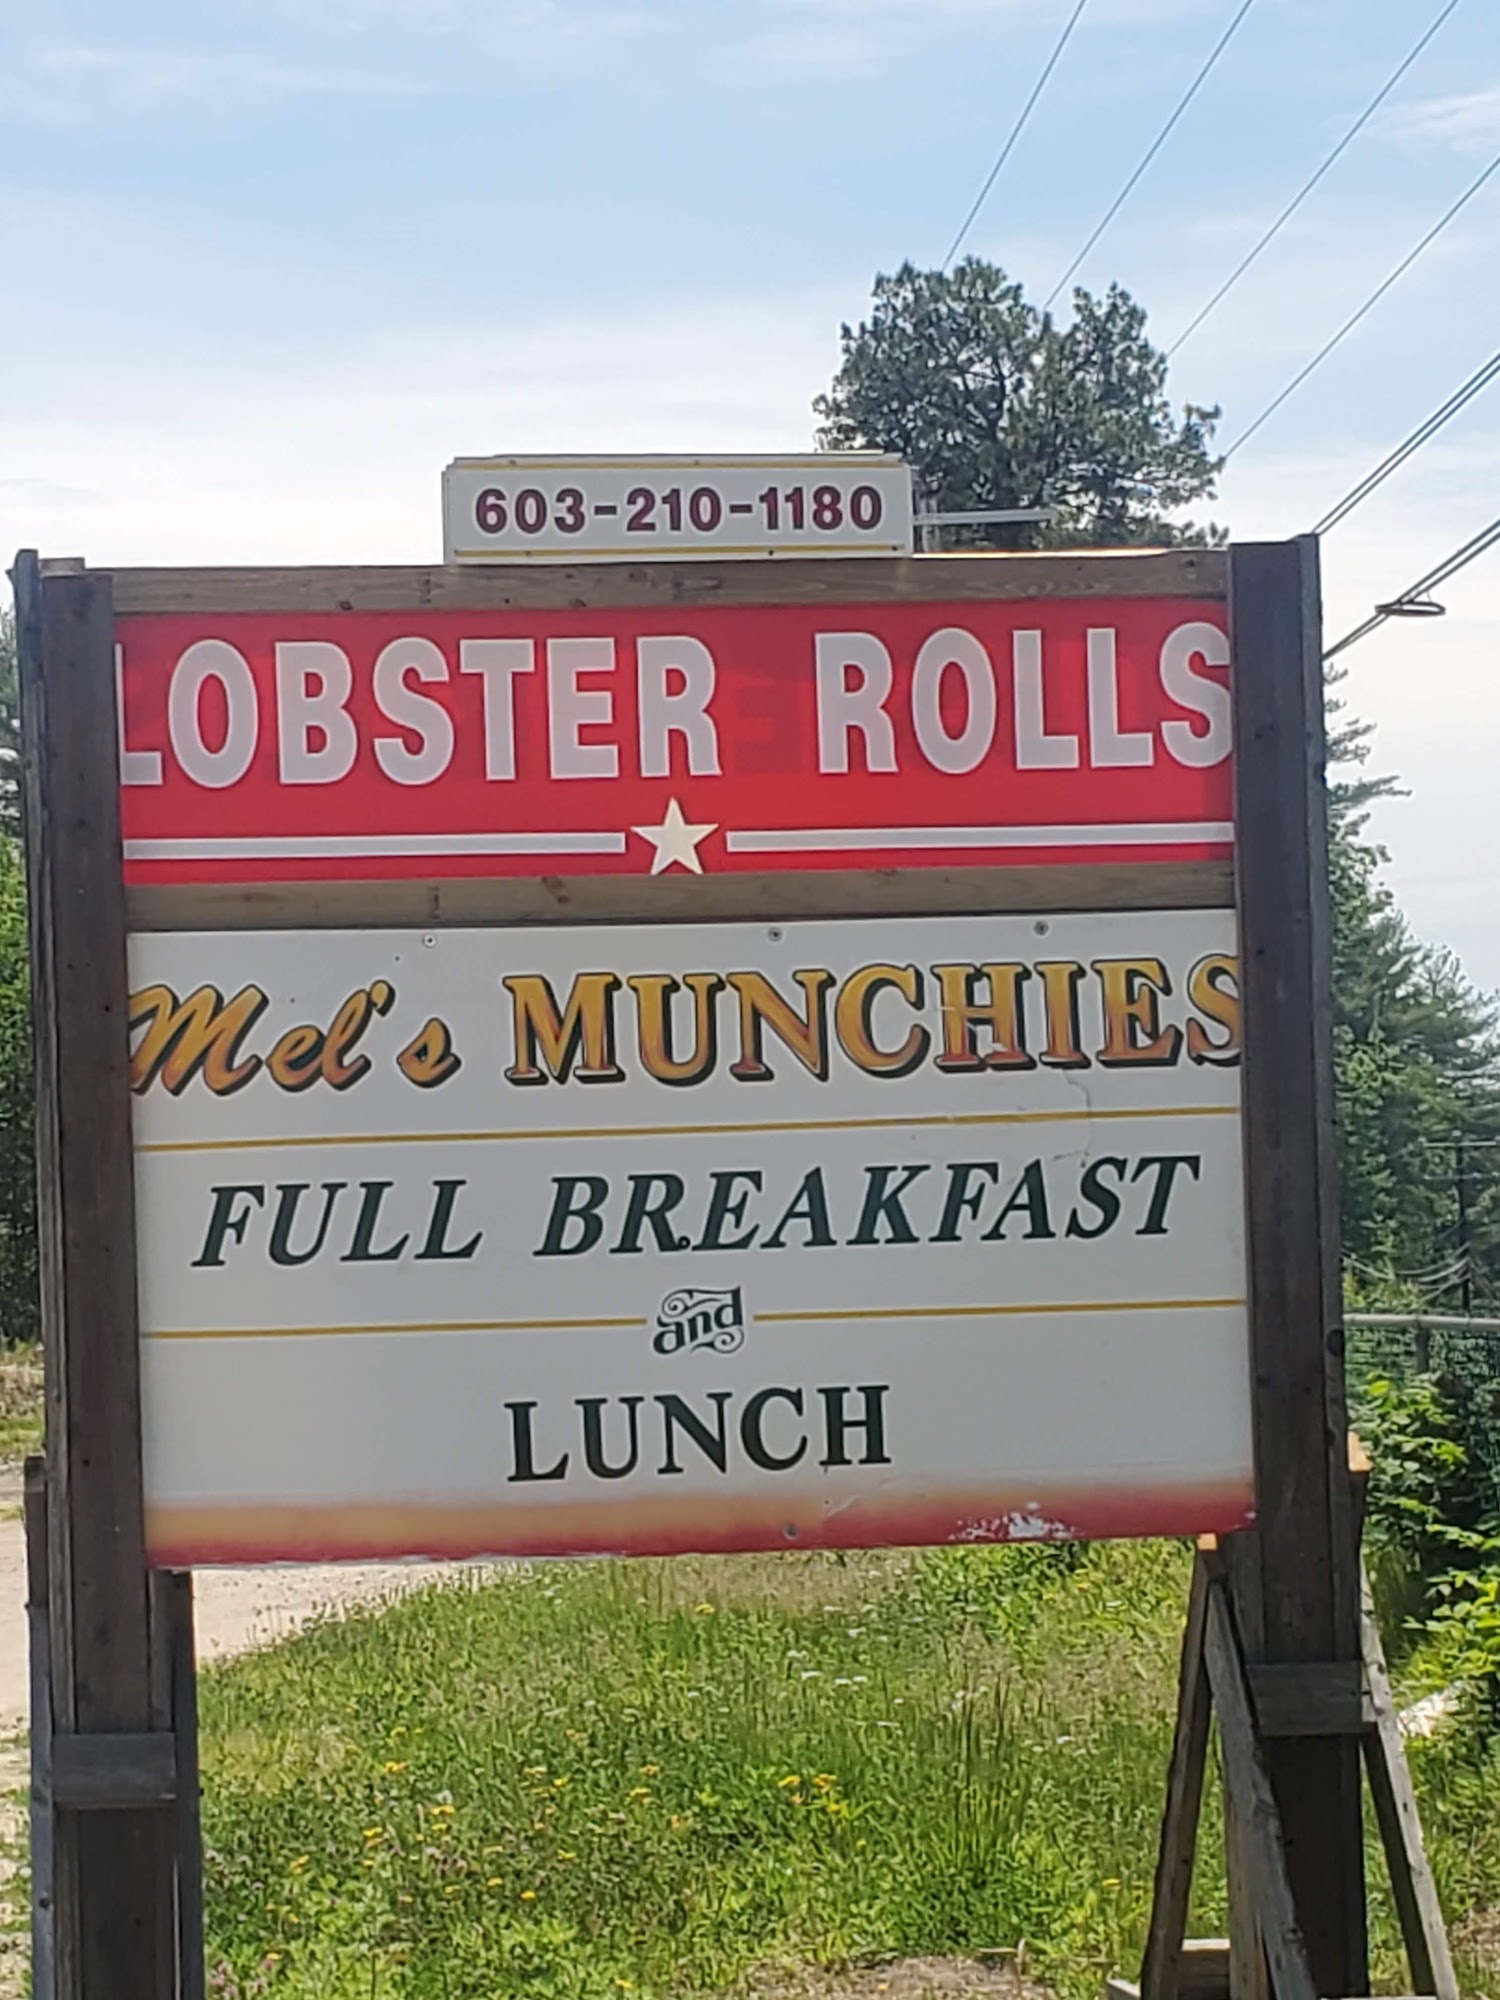 603-210-1180
LOBSTER ROLLS
Mel's MUNCHIES
FULL BREAKFAST
and
LUNCH